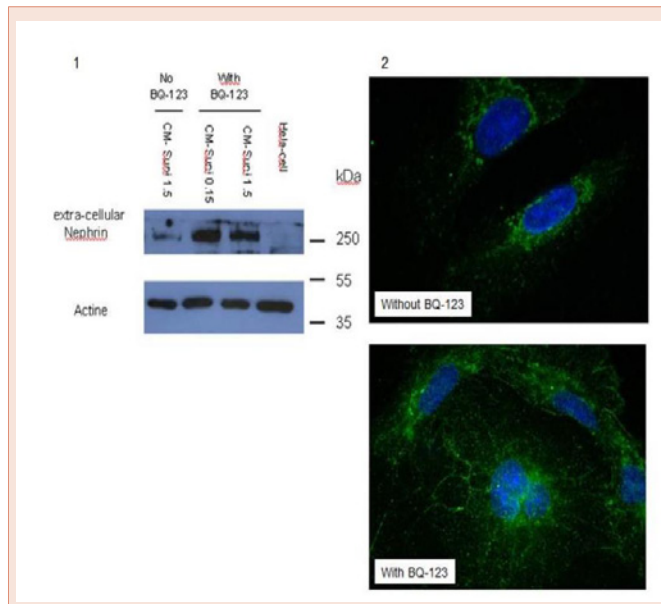 1
2
No
BQ-123
With
BQ-123
CM- Suni 1.5
CM- Suni 0.15
CM- Suni 1.5
Hela-cell
kDa
extra-cellular
Nephrin
250
55
Actine
35
Without BQ-123
With BQ-123